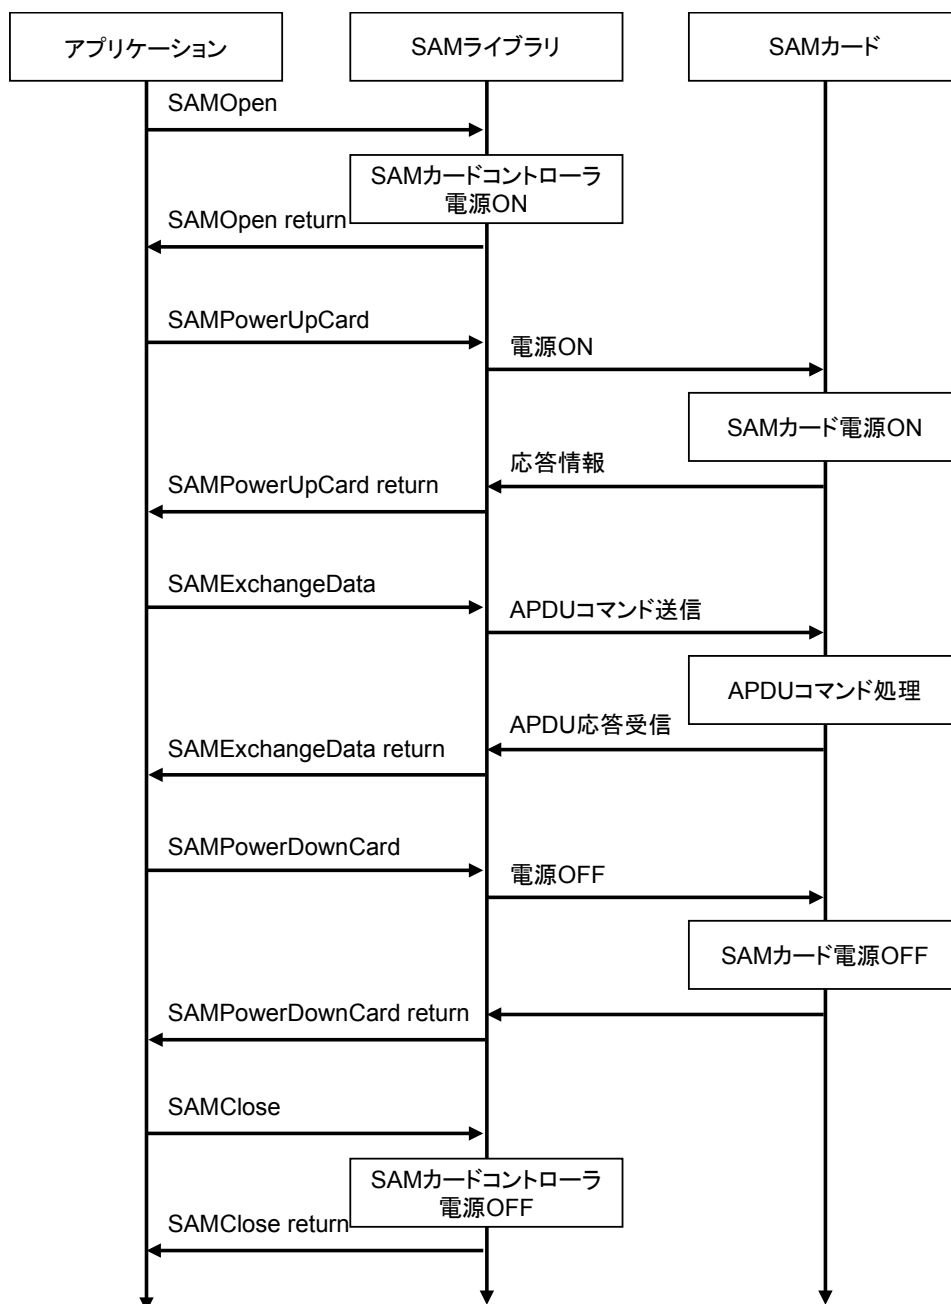 アプリケーション
SAMライブラリ
SAMカード
SAMOpen
SAMカードコントローラ
電源ON
SAMOpen return
SAMPowerUpCard
電源ON
SAMカード電源ON
応答情報
SAMPowerUpCard return
SAMExchangeData
APDUコマンド送信
APDUコマンド処理
APDU応答受信
SAMExchangeData return
SAMPowerDownCard
電源OFF
SAMカード電源OFF
SAMPowerDownCard return
SAMClose
SAMカードコントローラ
電源OFF
SAMClose return